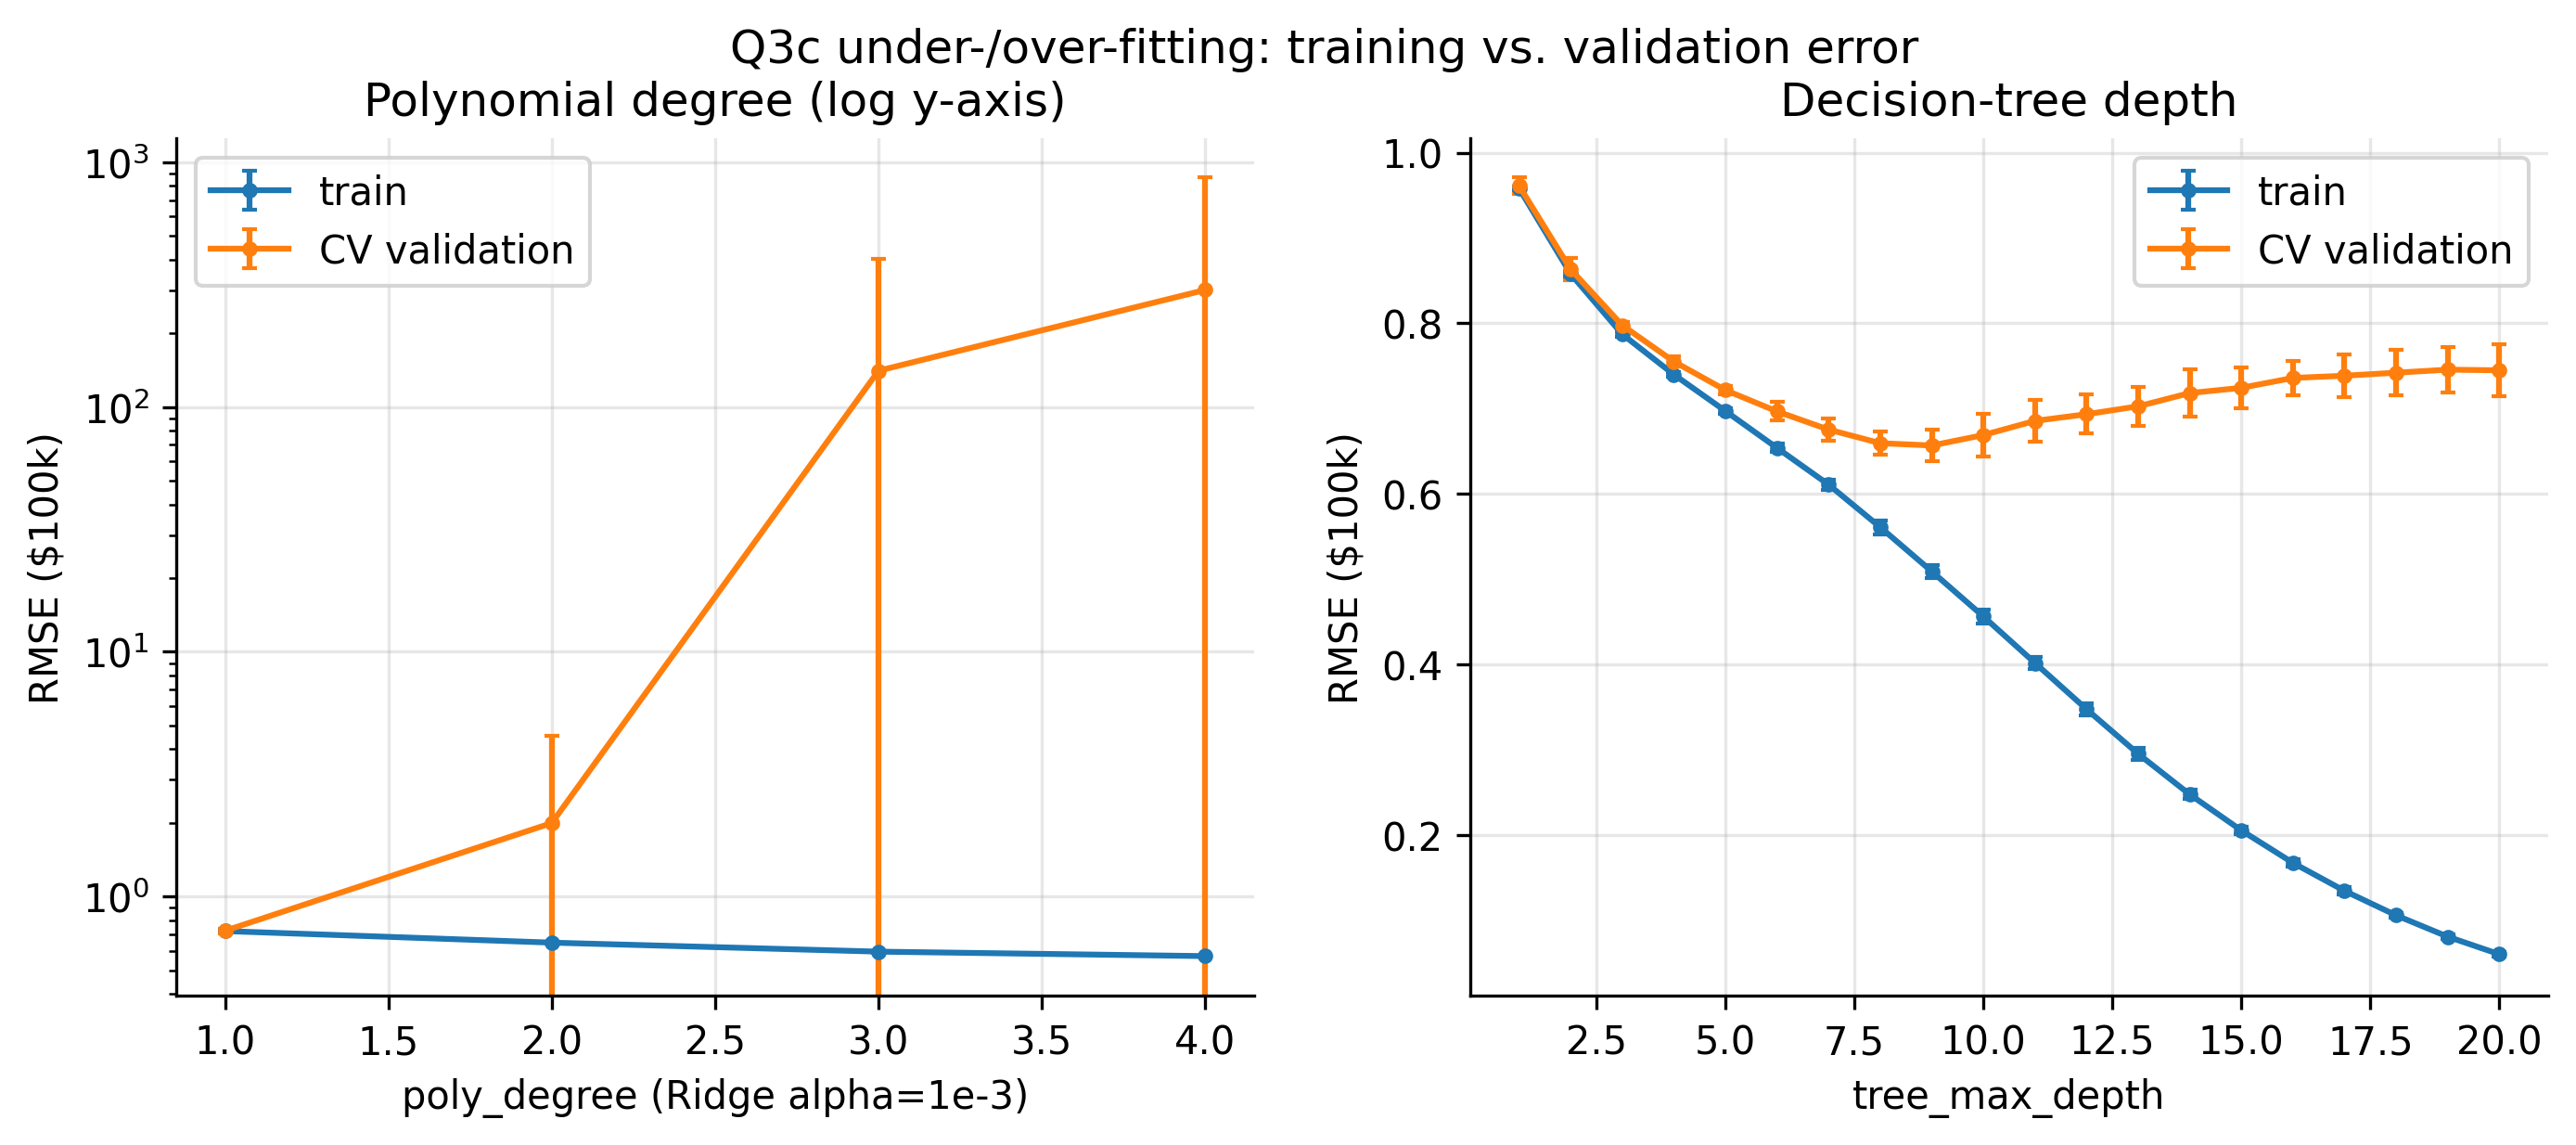 Q3c under-/over-fitting: training vs. validation error
Polynomial degree (log y-axis)
10³
10²
10¹
10⁰
RMSE ($100k)
train
CV validation
1.0 1.5 2.0 2.5 3.0 3.5 4.0
poly_degree (Ridge alpha=1e-3)
Decision-tree depth
1.0
0.8
0.6
0.4
0.2
RMSE ($100k)
train
CV validation
2.5 5.0 7.5 10.0 12.5 15.0 17.5 20.0
tree_max_depth